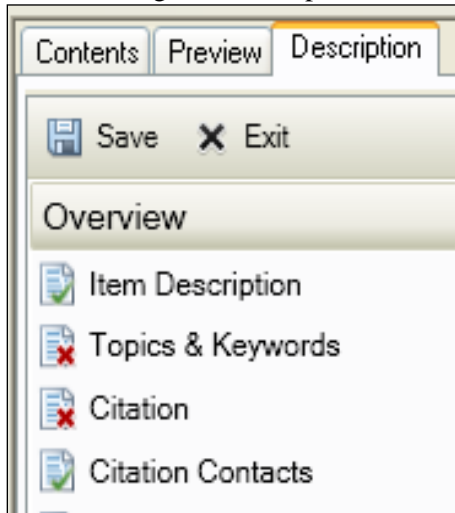 Contents Preview Description
Save Exit
Overview
Item Description
Topics & Keywords
Citation
Citation Contacts